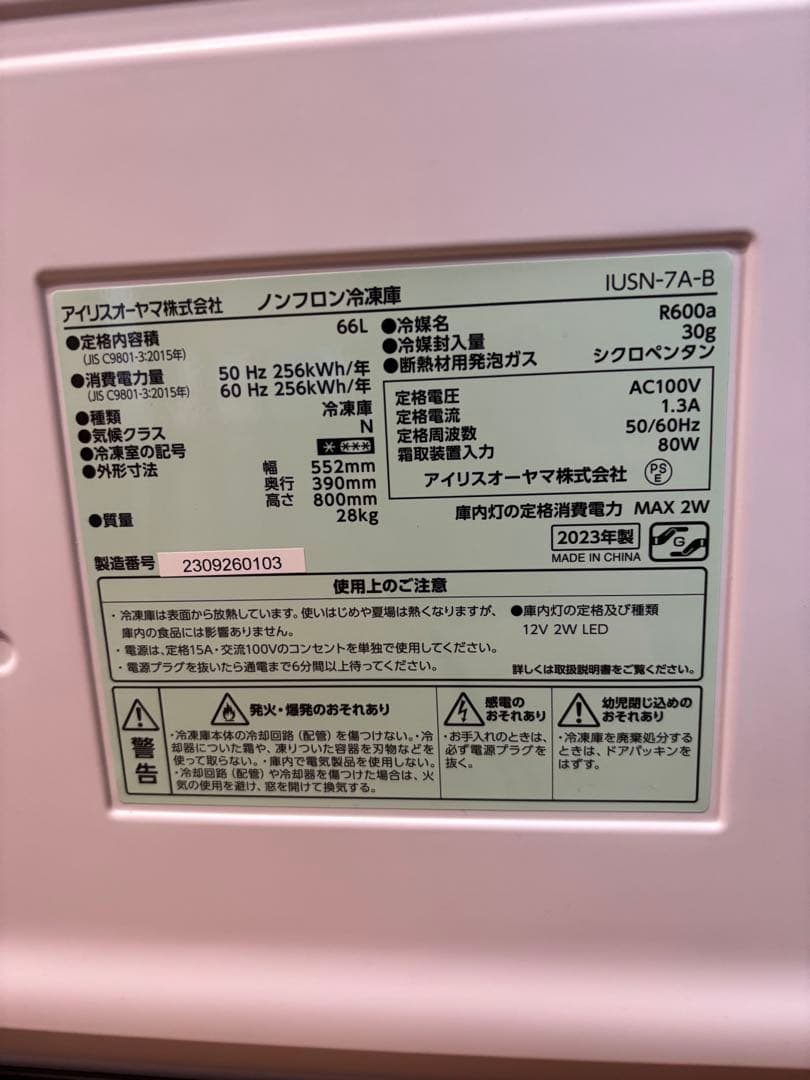 アイリスオーヤマ株式会社 ノンフロン冷凍庫 IUSN-7A-B
●定格内容積 66L
(JIS C9801-3:2015年)
●消費電力量 50 Hz 256kWh/年
(JIS C9801-3:2015年) 60 Hz 256kWh/年
●種類 冷凍庫
●気候クラス N
●冷凍室の記号 * ***
●外形寸法 幅 552mm
奥行 390mm
高さ 800mm
●質量 28kg
●冷媒名 R600a
●冷媒封入量 30g
●断熱材用発泡ガス シクロペンタン
定格電圧 AC100V
定格電流 1.3A
定格周波数 50/60Hz
霜取装置入力 80W
アイリスオーヤマ株式会社 PS E
庫内灯の定格消費電力 MAX 2W
2023年製
MADE IN CHINA
G
製造番号 2309260103
使用上のご注意
・冷凍庫は表面から放熱しています。使いはじめや夏場は熱くなりますが、
庫内の食品には影響ありません。
・電源は、定格15A・交流100Vのコンセントを単独で使用してください。
・電源プラグを抜いたら通電まで6分間以上待ってください。
●庫内灯の定格及び種類
12V 2W LED
詳しくは取扱説明書をご覧ください。
警告
発火・爆発のおそれあり
・冷凍庫本体の冷却回路（配管）を傷つけない。・冷
却器についた霜や、凍りついた容器を刃物などを
使って取らない。・庫内で電気製品を使用しない。
・冷却回路（配管）や冷却器を傷つけた場合は、火
気の使用を避け、窓を開けて換気する。
感電の
おそれあり
・お手入れのときは、
必ず電源プラグを
抜く。
幼児閉じ込めの
おそれあり
・冷凍庫を廃棄処分する
ときは、ドアパッキンを
はずす。